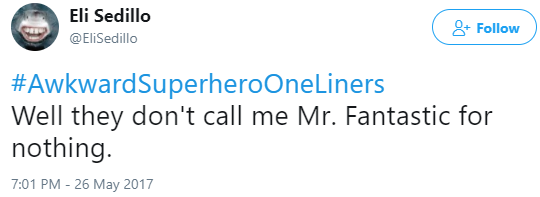 Eli Sedillo
@EliSedillo
Follow
#AwkwardSuperheroOneLiners
Well they don't call me Mr. Fantastic for
nothing.
7:01 PM - 26 May 2017